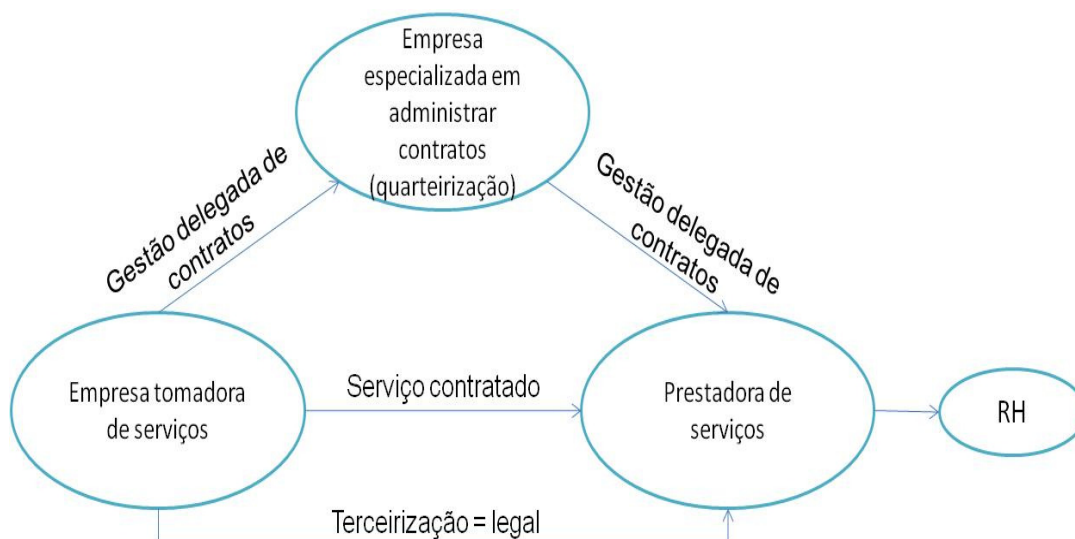 Empresa
especializada em
administrar
contratos
(quarteirização)
Gestão delegada de
contratos
Gestão delegada de
contratos
Empresa tomadora
de serviços
Serviço contratado
Prestadora de
serviços
RH
Terceirização = legal